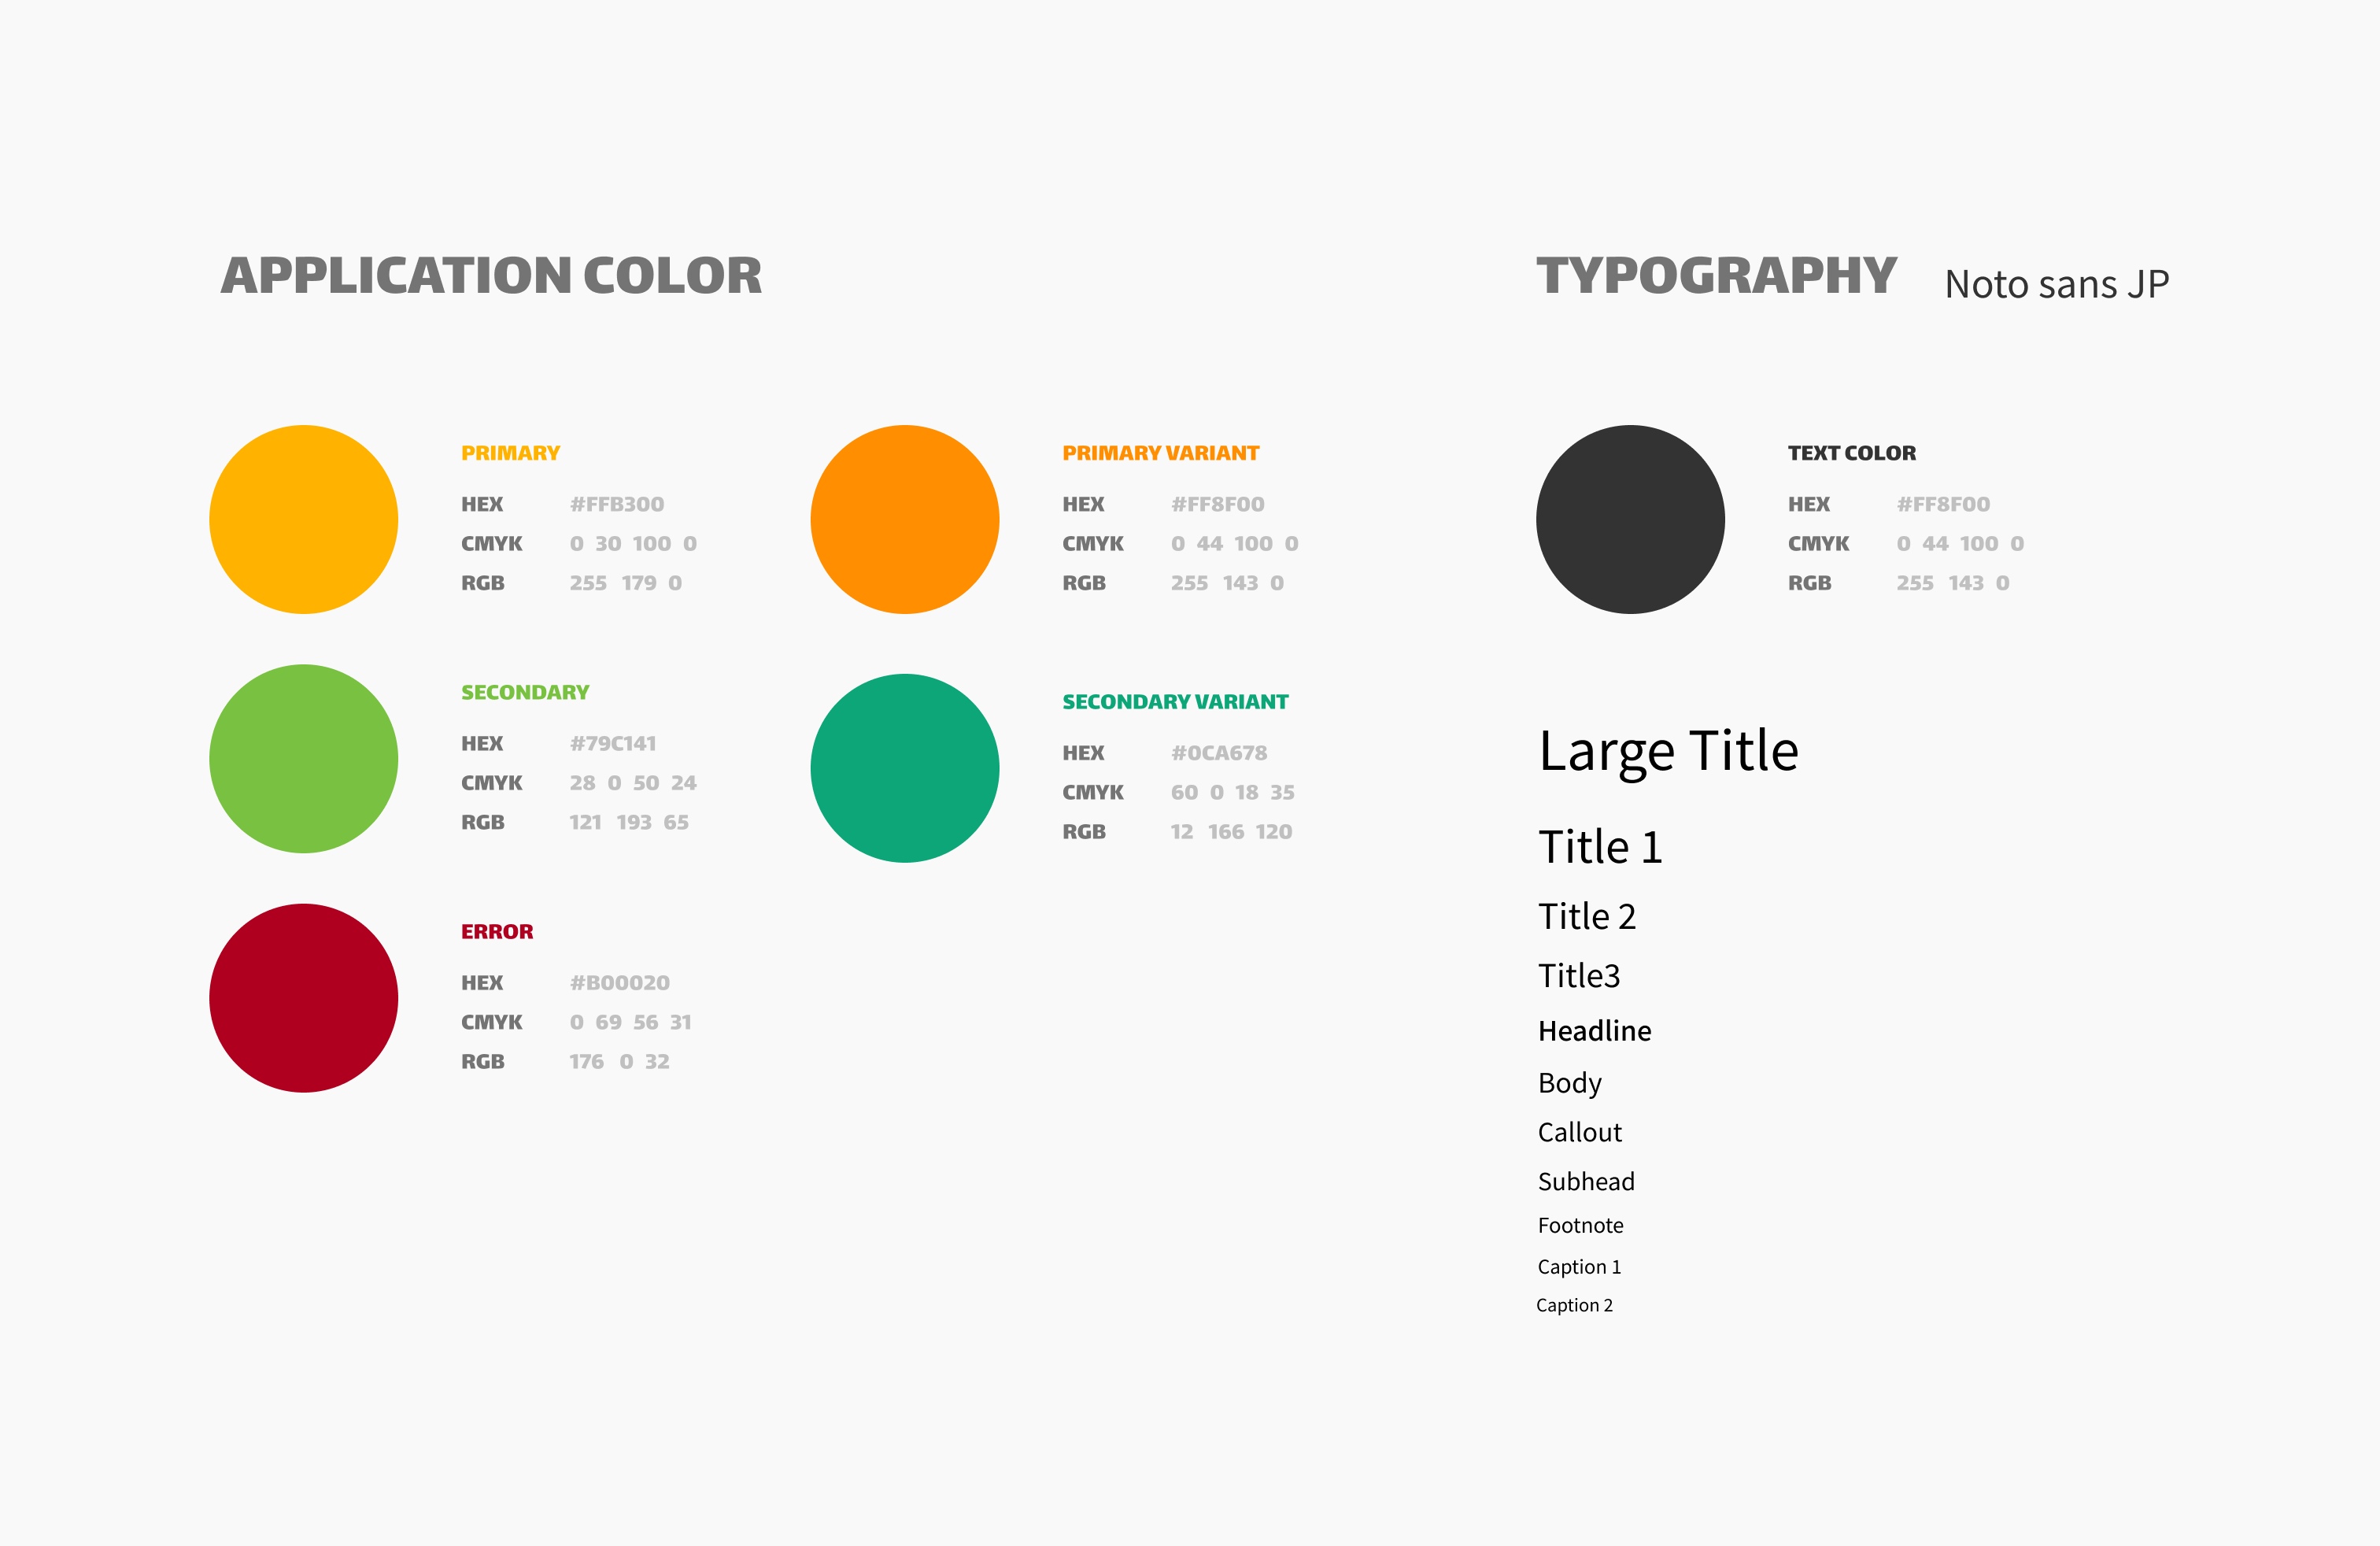 APPLICATION COLOR
PRIMARY
HEX #FFB300
CMYK 0 30 100 0
RGB 255 179 0
PRIMARY VARIANT
HEX #FF8F00
CMYK 0 44 100 0
RGB 255 143 0
SECONDARY
HEX #79C141
CMYK 28 0 50 24
RGB 121 193 65
SECONDARY VARIANT
HEX #0CA678
CMYK 60 0 18 35
RGB 12 166 120
ERROR
HEX #B00020
CMYK 0 69 56 31
RGB 176 0 32
TYPOGRAPHY Noto sans JP
TEXT COLOR
HEX #FF8F00
CMYK 0 44 100 0
RGB 255 143 0
Large Title
Title 1
Title 2
Title3
Headline
Body
Callout
Subhead
Footnote
Caption 1
Caption 2